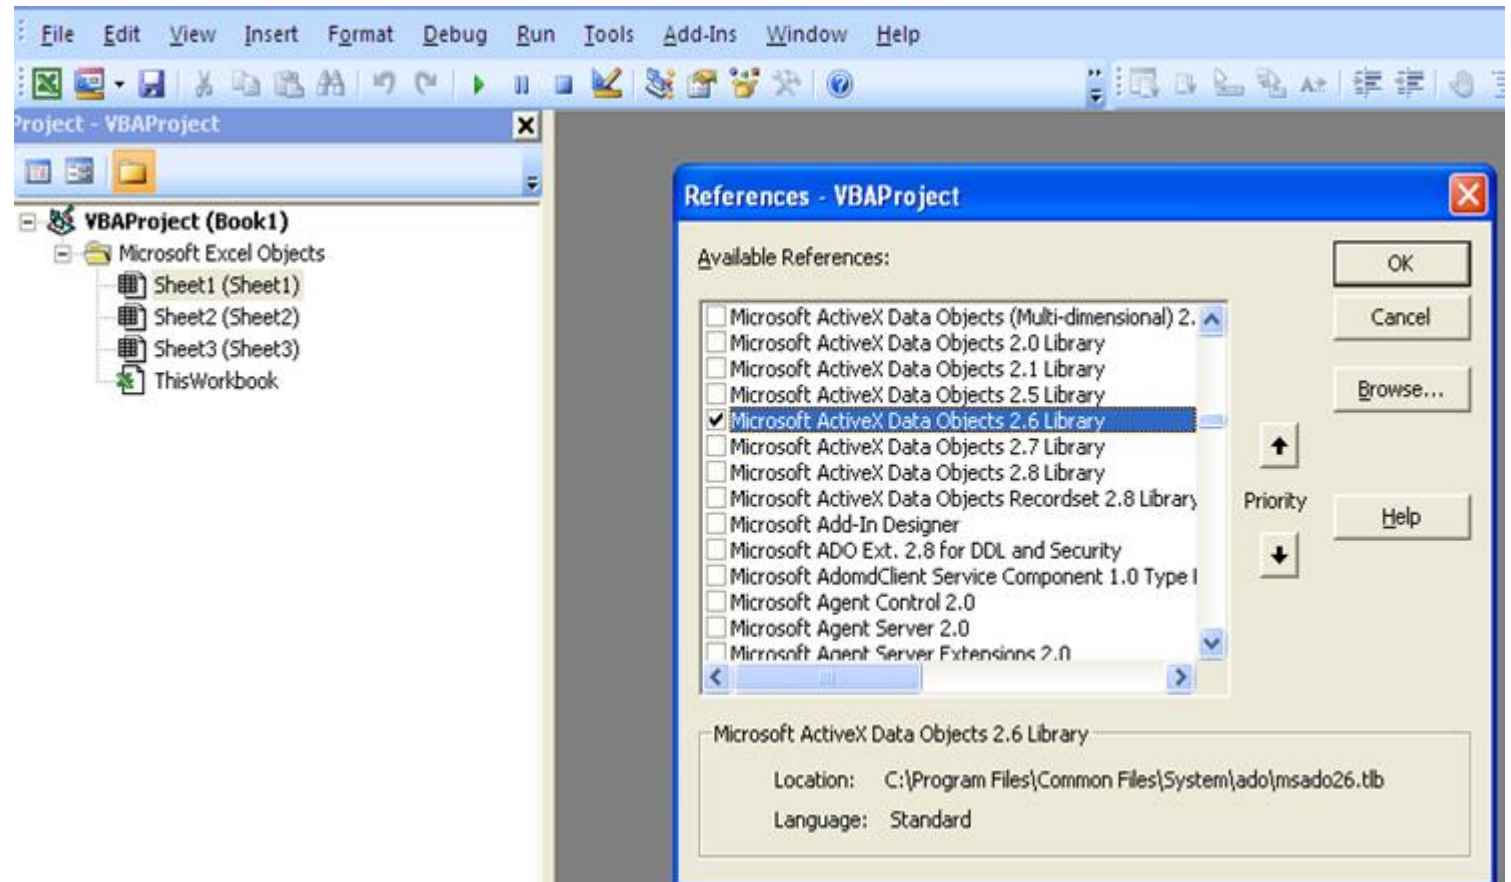 File Edit View Insert Format Debug Run Tools Add-Ins Window Help
Project - VBAProject
VBAProject (Book1)
Microsoft Excel Objects
Sheet1 (Sheet1)
Sheet2 (Sheet2)
Sheet3 (Sheet3)
ThisWorkbook
References - VBAProject
Available References:
Microsoft ActiveX Data Objects (Multi-dimensional) 2.
Microsoft ActiveX Data Objects 2.0 Library
Microsoft ActiveX Data Objects 2.1 Library
Microsoft ActiveX Data Objects 2.5 Library
Microsoft ActiveX Data Objects 2.6 Library
Microsoft ActiveX Data Objects 2.7 Library
Microsoft ActiveX Data Objects 2.8 Library
Microsoft ActiveX Data Objects Recordset 2.8 Library
Microsoft Add-In Designer
Microsoft ADO Ext. 2.8 for DDL and Security
Microsoft AdomdClient Service Component 1.0 Type
Microsoft Agent Control 2.0
Microsoft Agent Server 2.0
Microsoft Agent Server Extensions 2.0
OK
Cancel
Browse...
Priority
Help
Microsoft ActiveX Data Objects 2.6 Library
Location: C:\Program Files\Common Files\System\ado\msado26.tlb
Language: Standard